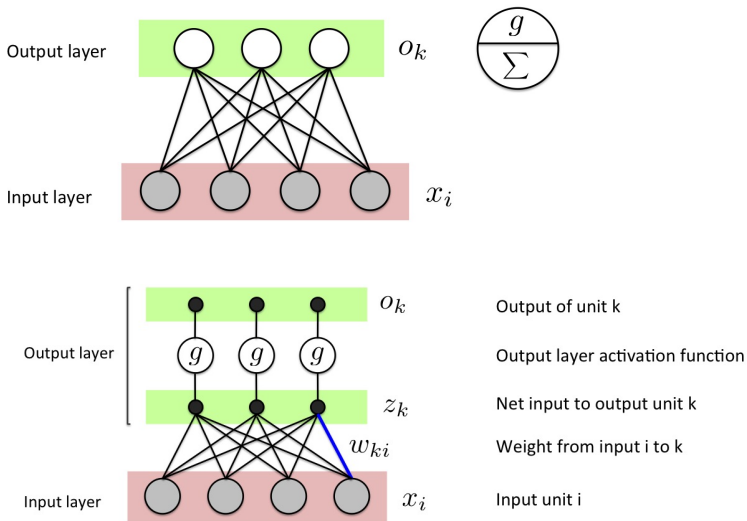 Output layer
o_k
g
∑
Input layer
x_i
o_k
Output of unit k
Output layer
g g g
Output layer activation function
z_k
Net input to output unit k
w_ki
Weight from input i to k
Input layer
x_i
Input unit i